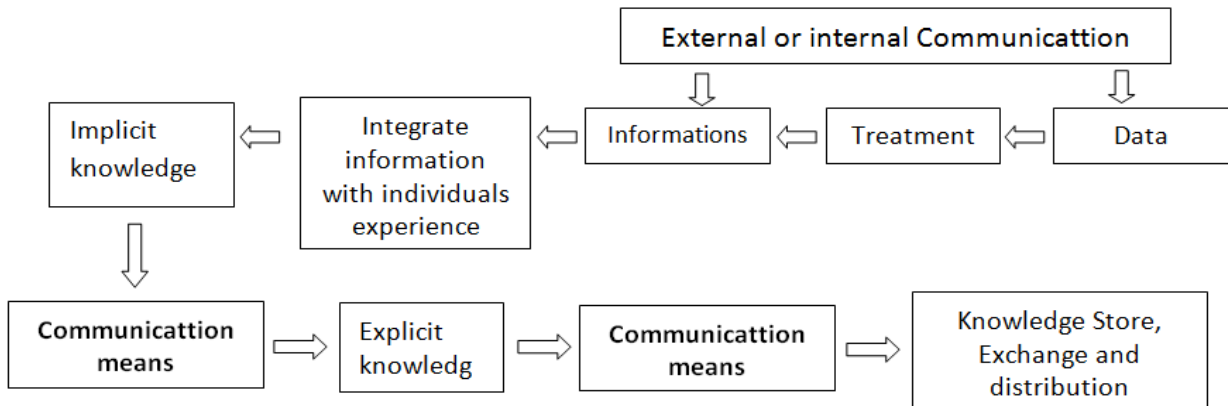 External or internal Communicattion
Implicit
knowledge
Integrate
information
with individuals
experience
Informations
Treatment
Data
Communicattion
means
Explicit
knowledg
Communicattion
means
Knowledge Store,
Exchange and
distribution